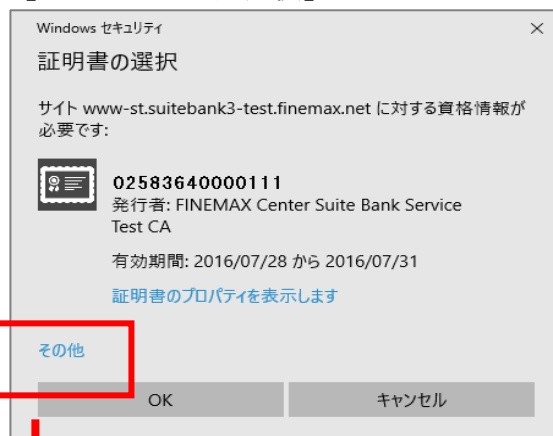 Windows セキュリティ
証明書の選択
サイト www-st.suitebank3-test.finemax.net に対する資格情報が
必要です:
02583640000111
発行者: FINEMAX Center Suite Bank Service
Test CA
有効期間: 2016/07/28 から 2016/07/31
証明書のプロパティを表示します
その他
OK
キャンセル